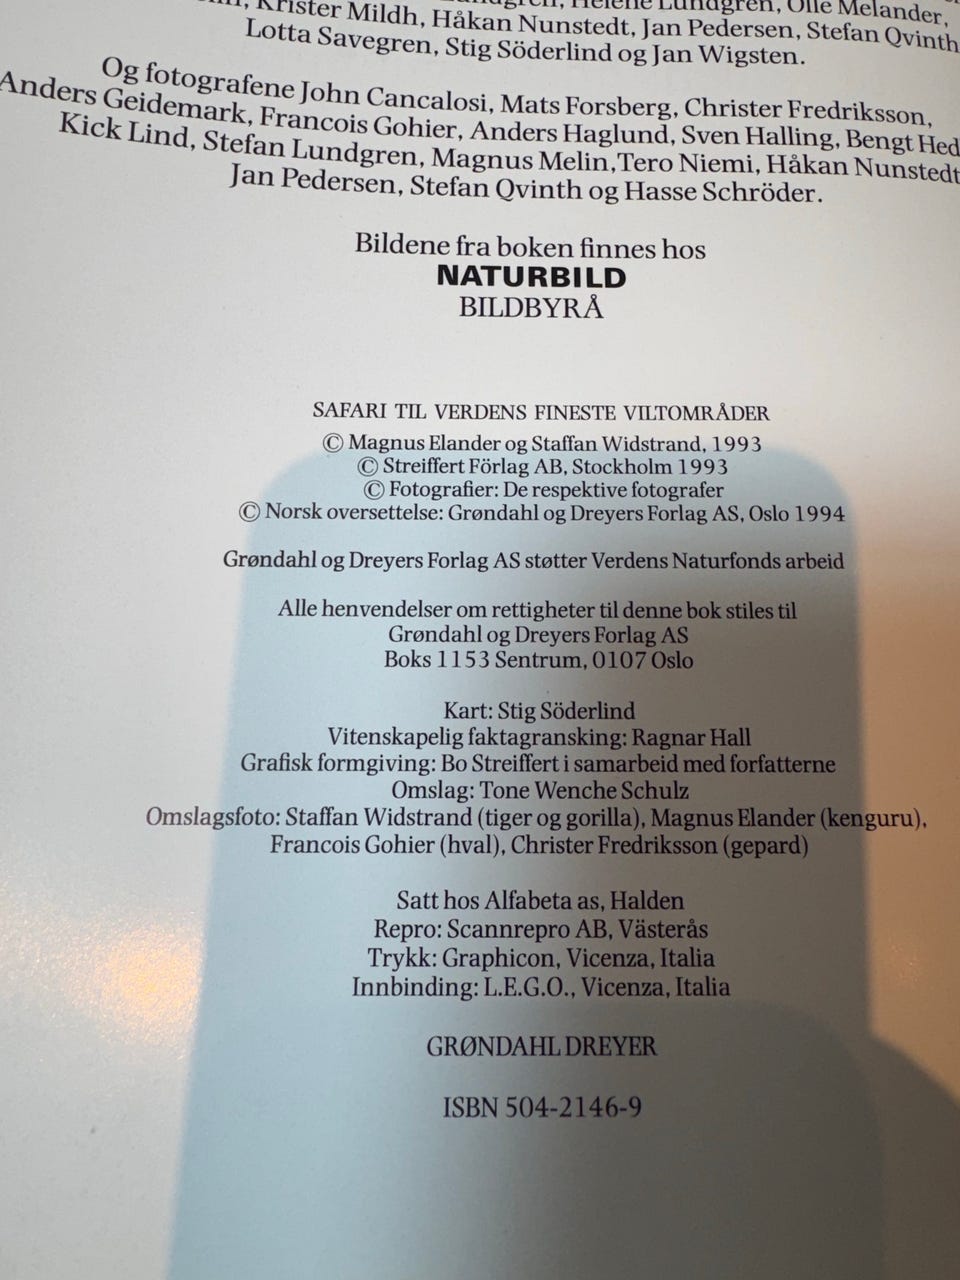 Krister Mildh, Håkan Nunstedt, Jan Pedersen, Stefan Qvinth
Lotta Savegren, Stig Söderlind og Jan Wigsten.
Og fotografene John Cancalosi, Mats Forsberg, Christer Fredriksson,
Anders Geidemark, Francois Gohier, Anders Haglund, Sven Halling, Bengt Hed
Kick Lind, Stefan Lundgren, Magnus Melin, Tero Niemi, Håkan Nunstedt
Jan Pedersen, Stefan Qvinth og Hasse Schröder.
Bildene fra boken finnes hos
NATURBILD
BILDBYRÅ
SAFARI TIL VERDENS FINESTE VILTOMRÅDER
© Magnus Elander og Staffan Widstrand, 1993
© Streiffert Förlag AB, Stockholm 1993
© Fotografier: De respektive fotografer
© Norsk oversettelse: Grøndahl og Dreyers Forlag AS, Oslo 1994
Grøndahl og Dreyers Forlag AS støtter Verdens Naturfonds arbeid
Alle henvendelser om rettigheter til denne bok stiles til
Grøndahl og Dreyers Forlag AS
Boks 1153 Sentrum, 0107 Oslo
Kart: Stig Söderlind
Vitenskapelig faktagransking: Ragnar Hall
Grafisk formgiving: Bo Streiffert i samarbeid med forfatterne
Omslag: Tone Wenche Schulz
Omslagsfoto: Staffan Widstrand (tiger og gorilla), Magnus Elander (kenguru),
Francois Gohier (hval), Christer Fredriksson (gepard)
Satt hos Alfabeta as, Halden
Repro: Scannrepro AB, Västerås
Trykk: Graphicon, Vicenza, Italia
Innbinding: L.E.G.O., Vicenza, Italia
GRØNDAHL DREYER
ISBN 504-2146-9